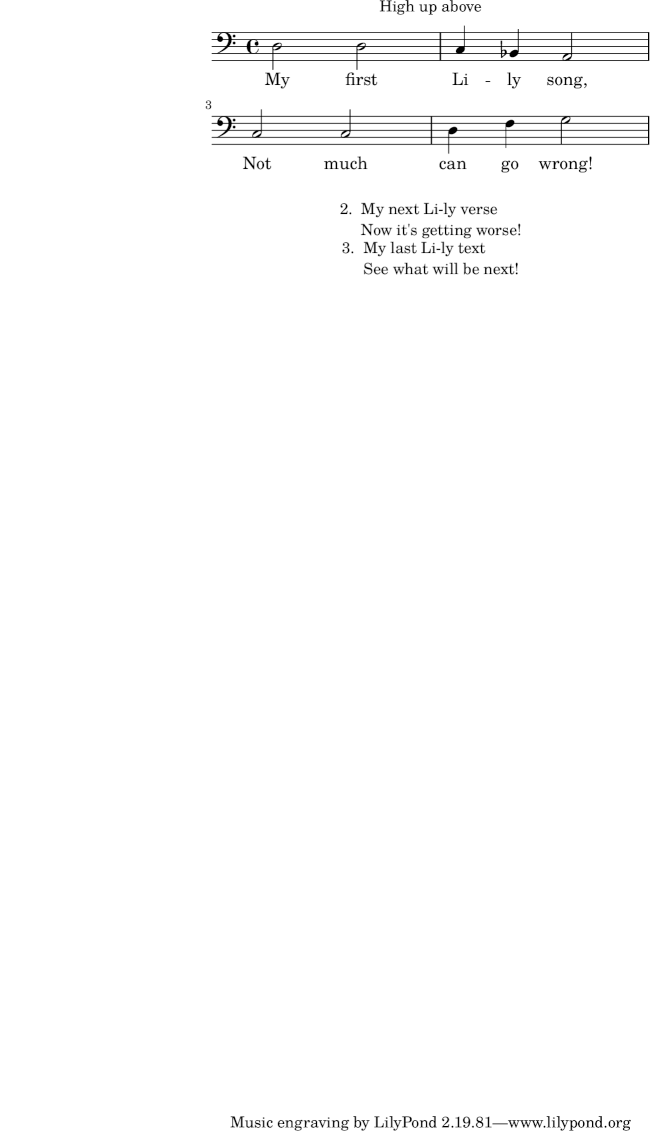 High up above
My first Li - ly song,
3
Not much can go wrong!
2. My next Li-ly verse
Now it's getting worse!
3. My last Li-ly text
See what will be next!
Music engraving by LilyPond 2.19.81—www.lilypond.org